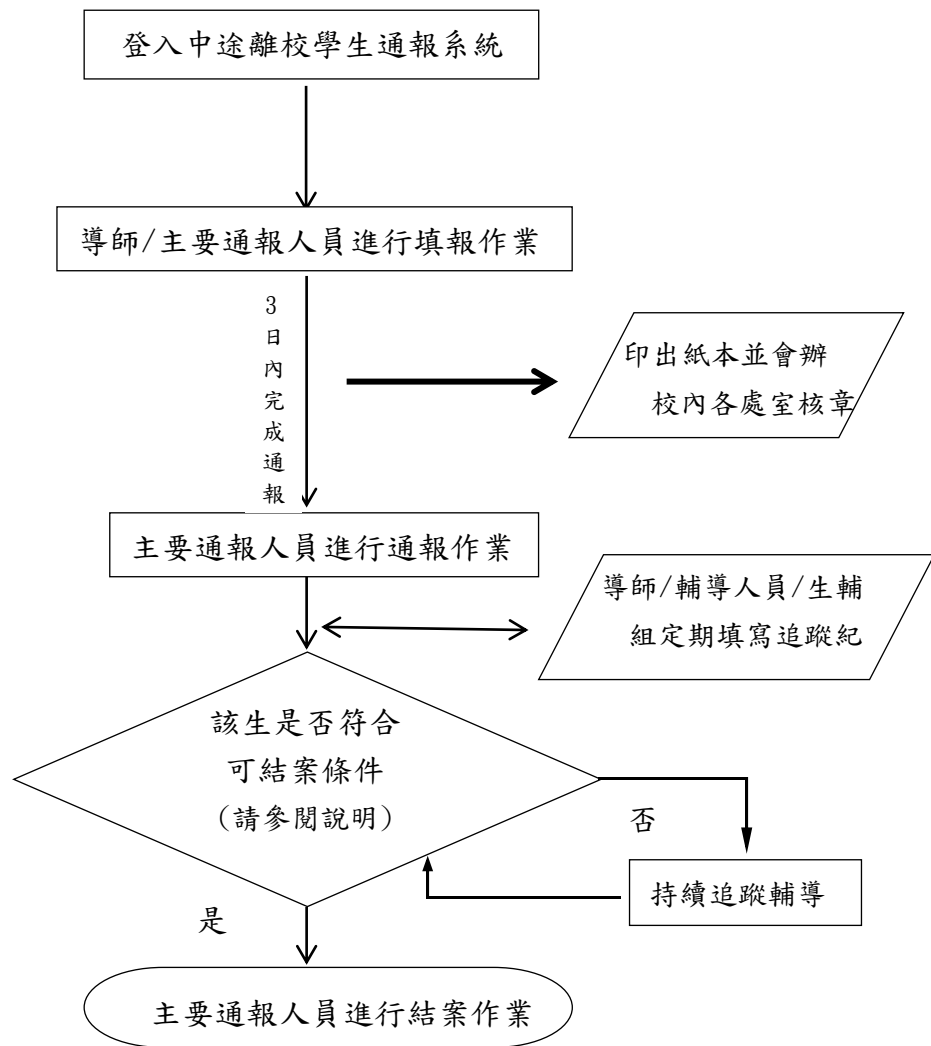 登入中途離校學生通報系統
導師/主要通報人員進行填報作業
3日內完成通報
印出紙本並會辦
校內各處室核章
主要通報人員進行通報作業
導師/輔導人員/生輔
組定期填寫追蹤紀
該生是否符合
可結案條件
(請參閱說明)
否
持續追蹤輔導
是
主要通報人員進行結案作業